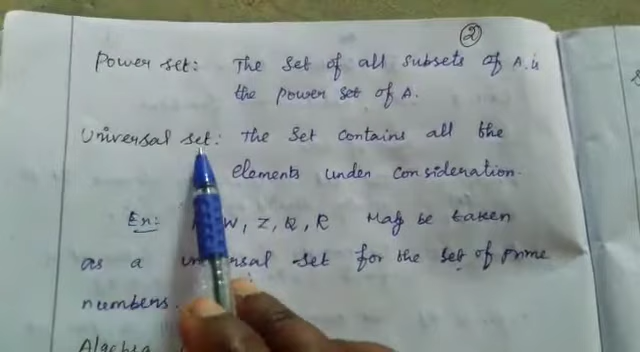 ②
Power set: The set of all subsets of A is
the power set of A.
Universal set: The set contains all the
elements under consideration.
Ex: W, Z, Q, R May be taken
as a universal set for the set of prime
numbers.
Algebra